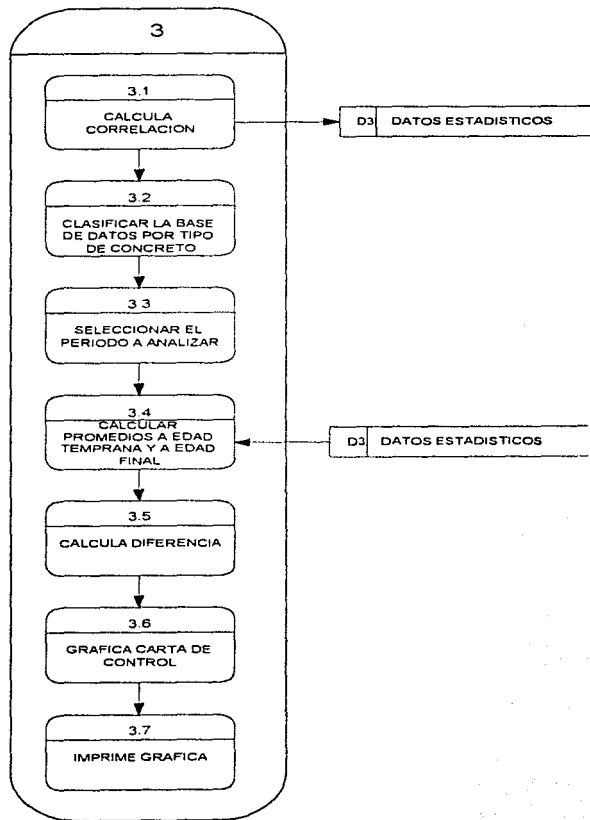 3
3.1
CALCULA
CORRELACION
D3 DATOS ESTADISTICOS
3.2
CLASIFICAR LA BASE
DE DATOS POR TIPO
DE CONCRETO
3.3
SELECCIONAR EL
PERIODO A ANALIZAR
3.4
CALCULAR
PROMEDIOS A EDAD
TEMPRANA Y A EDAD
FINAL
D3 DATOS ESTADISTICOS
3.5
CALCULA DIFERENCIA
3.6
GRAFICA CARTA DE
CONTROL
3.7
IMPRIME GRAFICA